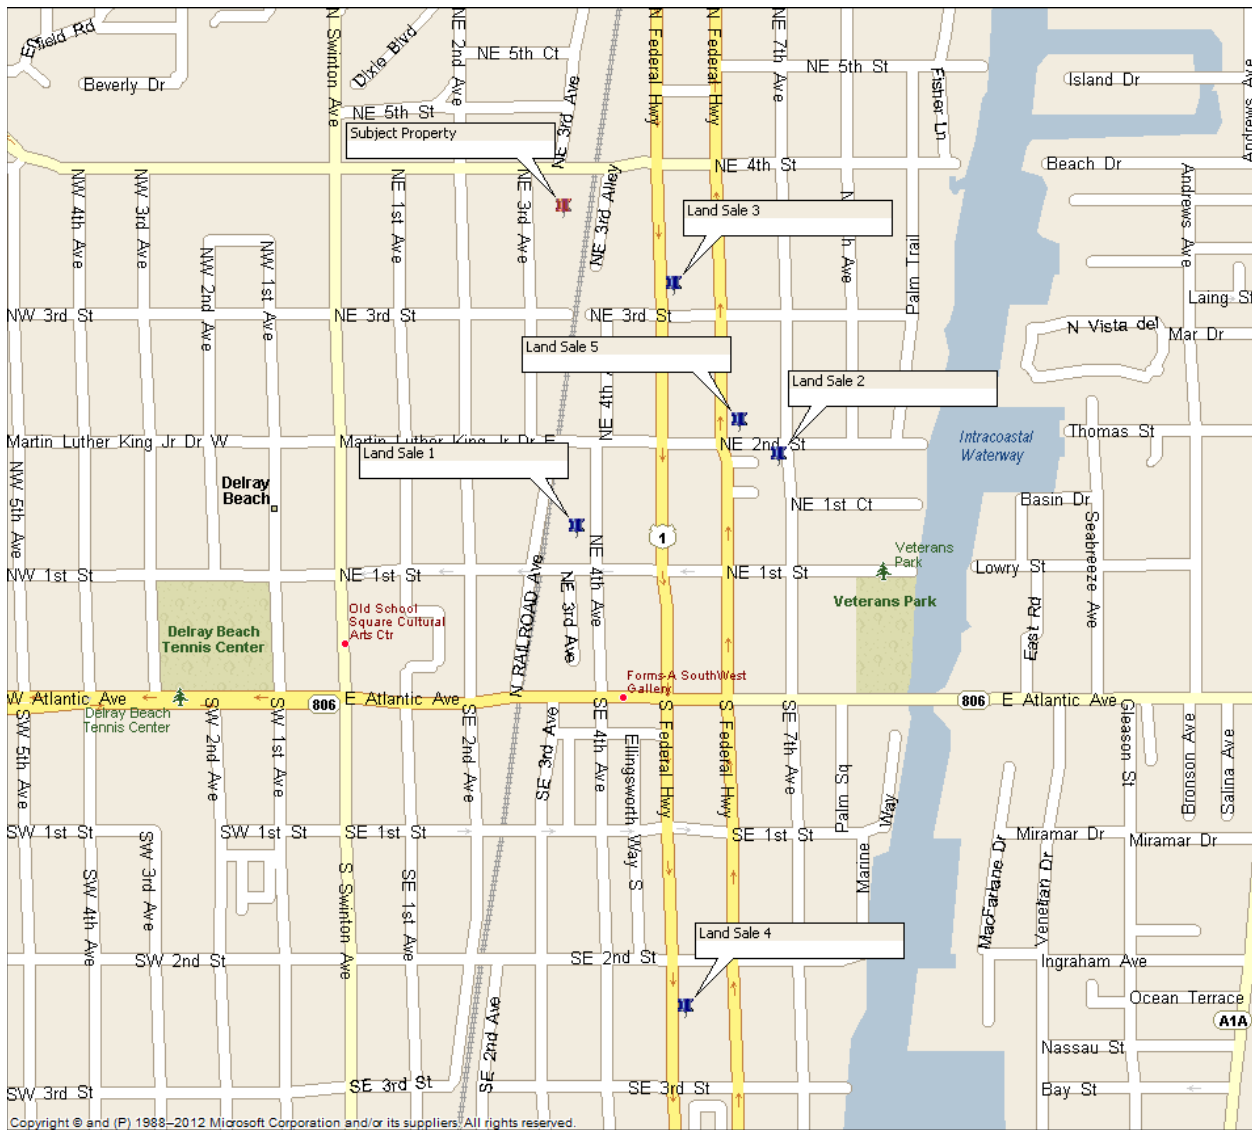 Enfield Rd
Beverly Dr
N Swinton Ave
Dixie Blvd
NE 2nd Ave
NE 5th Ct
NE 5th St
NE 3rd Ave
N Federal Hwy
N Federal Hwy
NE 7th Ave
NE 5th St
Fisher Ln
Island Dr
Andrews Ave
Subject Property
NE 4th St
Beach Dr
NW 4th Ave
NW 3rd Ave
NE 1st Ave
NE 3rd Ave
NE 3rd Alley
Land Sale 3
Palm Trail
Andrews Ave
NW 2nd Ave
NW 1st Ave
Laing St
NW 3rd St
NE 3rd St
NE 3rd St
N Vista del
Mar Dr
Land Sale 5
Land Sale 2
Martin Luther King Jr Dr W
Martin Luther King Jr Dr E
NE 2nd St
Intracoastal
Waterway
Thomas St
Land Sale 1
NW 5th Ave
Delray
Beach
NE 1st Ct
Basin Dr
Seabreeze Ave
1
Veterans
Park
NW 1st St
NE 1st St
NE 3rd Ave
NE 4th Ave
NE 1st St
Lowry St
N RAILROAD Ave
Veterans Park
East Rd
Old School
Square Cultural
Arts Ctr
Delray Beach
Tennis Center
Forms-A SouthWest
Gallery
W Atlantic Ave
806
E Atlantic Ave
806
E Atlantic Ave
Delray Beach
Tennis Center
SW 5th Ave
SW 2nd Ave
SW 1st Ave
SE 2nd Ave
SE 3rd Ave
SE 4th Ave
Ellingsworth Way S
S Federal Hwy
S Federal Hwy
SE 7th Ave
Palm Sq
Marine Way
Gleason St
Bronson Ave
Salina Ave
SW 1st St
SW 1st St
SE 1st St
SE 1st St
Miramar Dr
Miramar Dr
SW 4th Ave
SW 3rd Ave
S Swinton Ave
SE 1st Ave
MacFarlane Dr
Venetian Dr
Land Sale 4
SW 2nd St
SE 2nd St
Ingraham Ave
Ocean Terrace
A1A
SE 2nd Ave
Nassau St
SW 3rd St
SE 3rd St
SE 3rd St
Bay St
Copyright © and (P) 1988–2012 Microsoft Corporation and/or its suppliers. All rights reserved.